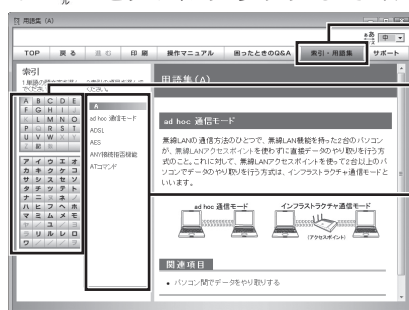 用語集 (A)
中
TOP 戻る 進む 印刷 操作マニュアル 困ったときのQ&A 索引・用語集 サポート
索引
用語集(A)
A B C D E
F G H I J
K L M N O
P Q R S T
U V W X Y
Z 数
ア イ ウ エ オ
カ キ ク ケ コ
サ シ ス セ ソ
タ チ ツ テ ト
ナ ニ ヌ ネ ノ
ハ ヒ フ ヘ ホ
マ ミ ム メ モ
ヤ ユ ヨ
ラ リ ル レ ロ
ワ
A
ad hoc 通信モード
ADSL
AES
ANY接続拒否機能
ATコマンド
ad hoc 通信モード
無線LANの通信方法のひとつで、無線LAN機能を持った2台のパソコン
が、無線LANアクセスポイントを使わずに直接データのやり取りを行う方
式のこと。これに対して、無線LANアクセスポイントを使って2台以上のパ
ソコンでデータのやり取りを行う方式は、インフラストラクチャ通信モードと
いいます。
ad hoc 通信モード インフラストラクチャ通信モード
(アクセスポイント)
関連項目
• パソコン間でデータをやり取りする